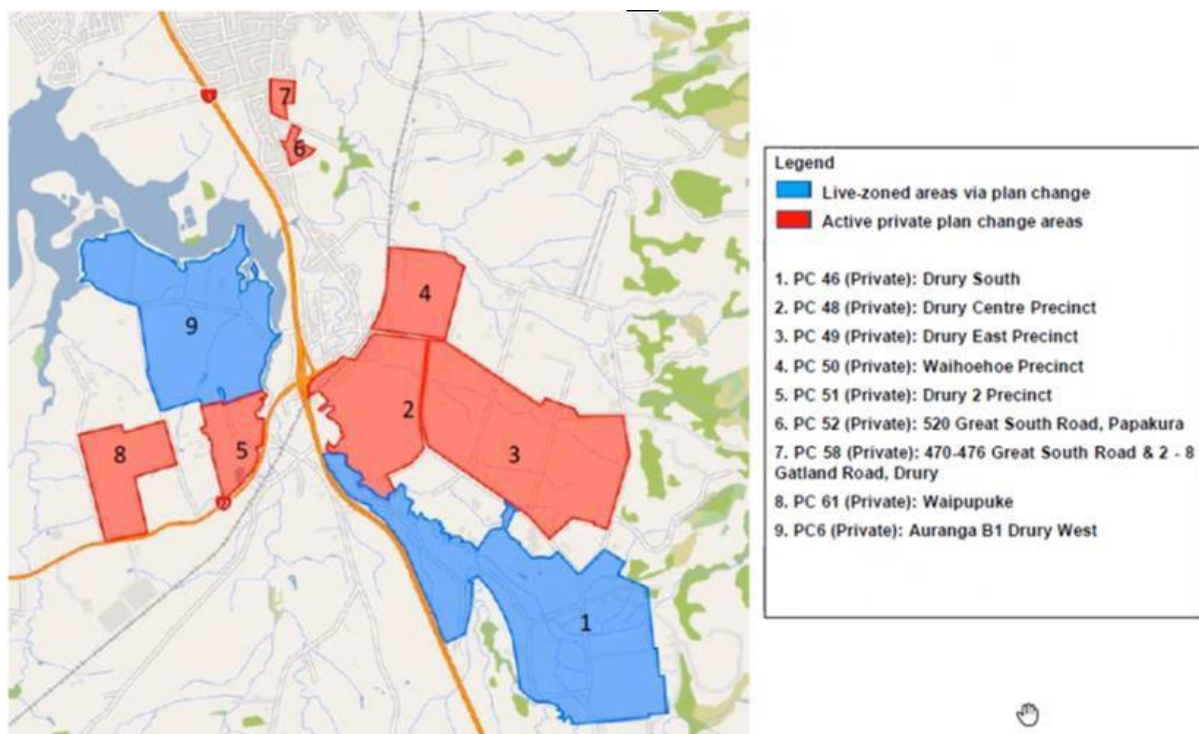 7
6
4
9
2
8
5
3
1
Legend
Live-zoned areas via plan change
Active private plan change areas
1. PC 46 (Private): Drury South
2. PC 48 (Private): Drury Centre Precinct
3. PC 49 (Private): Drury East Precinct
4. PC 50 (Private): Waihoehoe Precinct
5. PC 51 (Private): Drury 2 Precinct
6. PC 52 (Private): 520 Great South Road, Papakura
7. PC 58 (Private): 470-476 Great South Road & 2 - 8
Gatland Road, Drury
8. PC 61 (Private): Waipupuke
9. PC6 (Private): Auranga B1 Drury West